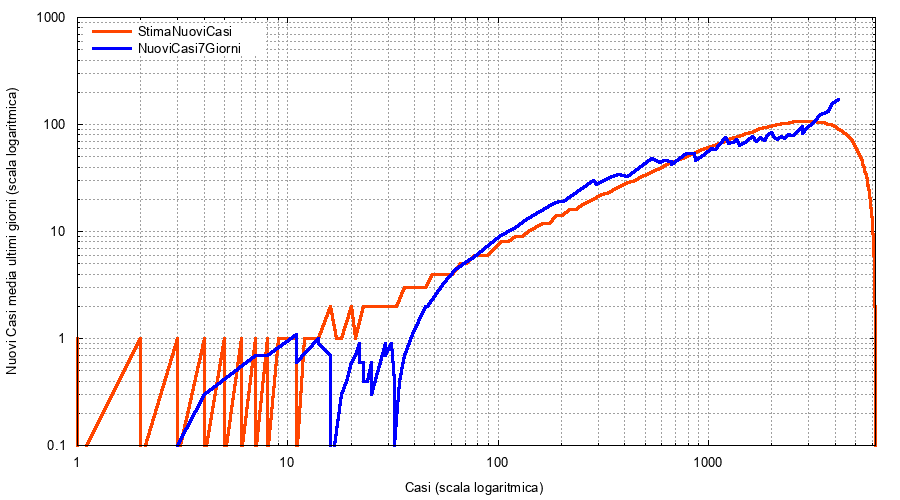 1000
StimaNuoviCasi
NuoviCasi7Giorni
100
10
1
0.1
Nuovi Casi media ultimi giorni (scala logaritmica)
1
10
100
1000
Casi (scala logaritmica)